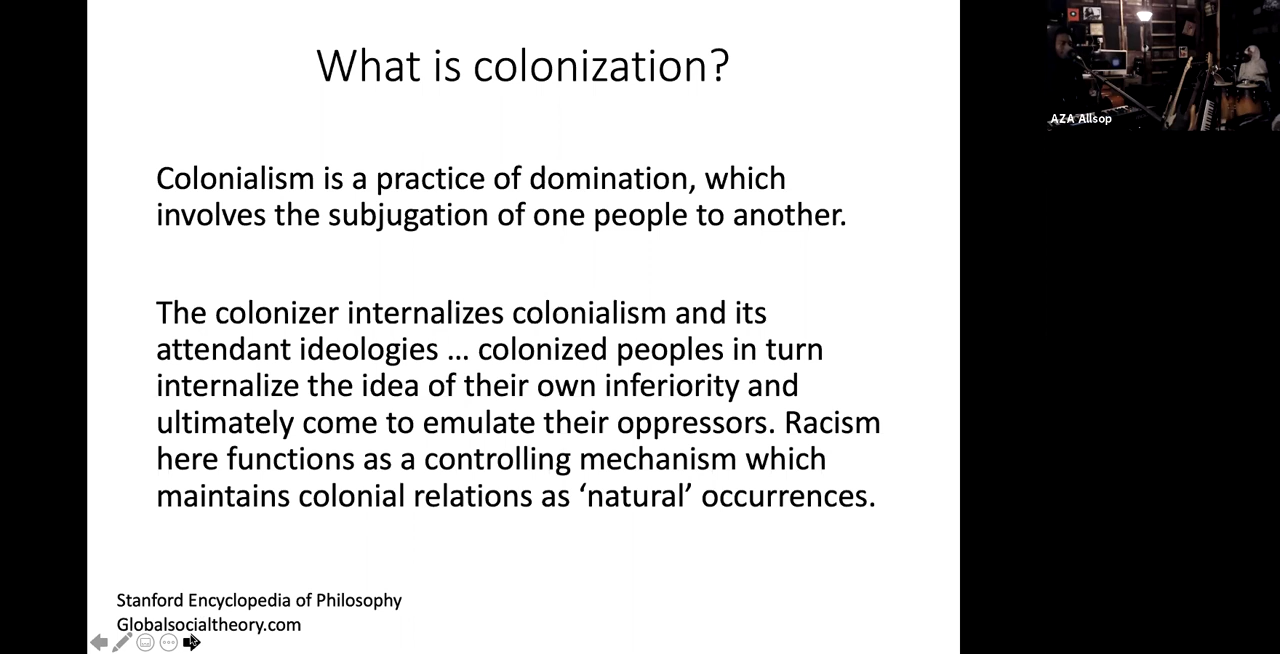 What is colonization?
AZA Allsop
Colonialism is a practice of domination, which
involves the subjugation of one people to another.
The colonizer internalizes colonialism and its
attendant ideologies … colonized peoples in turn
internalize the idea of their own inferiority and
ultimately come to emulate their oppressors. Racism
here functions as a controlling mechanism which
maintains colonial relations as ‘natural’ occurrences.
Stanford Encyclopedia of Philosophy
Globalsocialtheory.com